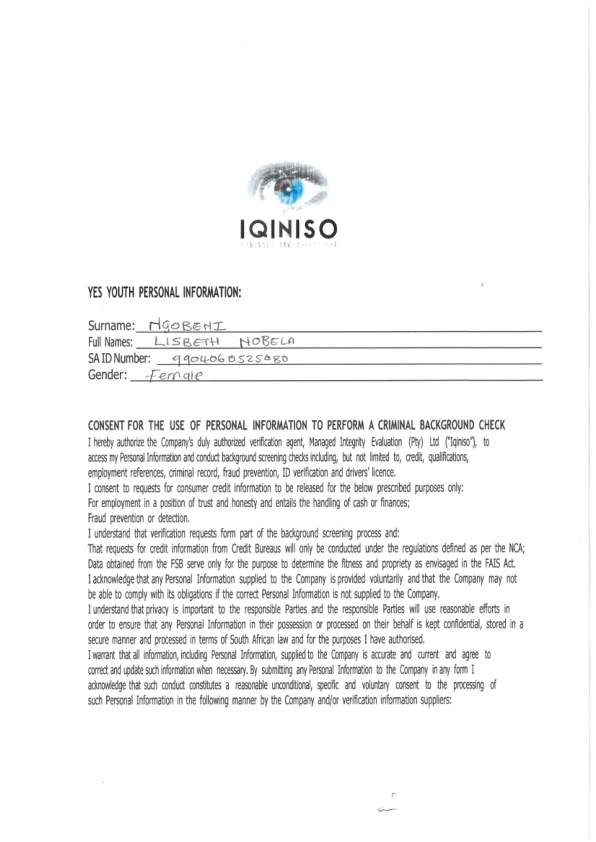 IQINISO
YES YOUTH PERSONAL INFORMATION:
Surname: NGOBENI
Full Names: LISBETH NOBELA
SA ID Number: 9904060525080
Gender: Female
CONSENT FOR THE USE OF PERSONAL INFORMATION TO PERFORM A CRIMINAL BACKGROUND CHECK
I hereby authorize the Company's duly authorized verification agent, Managed Integrity Evaluation (Pty) Ltd ("Iqiniso"), to
access my Personal Information and conduct background screening checks including, but not limited to, credit, qualifications,
employment references, criminal record, fraud prevention, ID verification and drivers' licence.
I consent to requests for consumer credit information to be released for the below prescribed purposes only:
For employment in a position of trust and honesty and entails the handling of cash or finances;
Fraud prevention or detection.
I understand that verification requests form part of the background screening process and:
That requests for credit information from Credit Bureaus will only be conducted under the regulations defined as per the NCA;
Data obtained from the FSB serve only for the purpose to determine the fitness and propriety as envisaged in the FAIS Act.
I acknowledge that any Personal Information supplied to the Company is provided voluntarily and that the Company may not
be able to comply with its obligations if the correct Personal Information is not supplied to the Company.
I understand that privacy is important to the responsible Parties and the responsible Parties will use reasonable efforts in
order to ensure that any Personal Information in their possession or processed on their behalf is kept confidential, stored in a
secure manner and processed in terms of South African law and for the purposes I have authorised.
I warrant that all information, including Personal Information, supplied to the Company is accurate and current and agree to
correct and update such information when necessary. By submitting any Personal Information to the Company in any form I
acknowledge that such conduct constitutes a reasonable unconditional, specific and voluntary consent to the processing of
such Personal Information in the following manner by the Company and/or verification information suppliers: